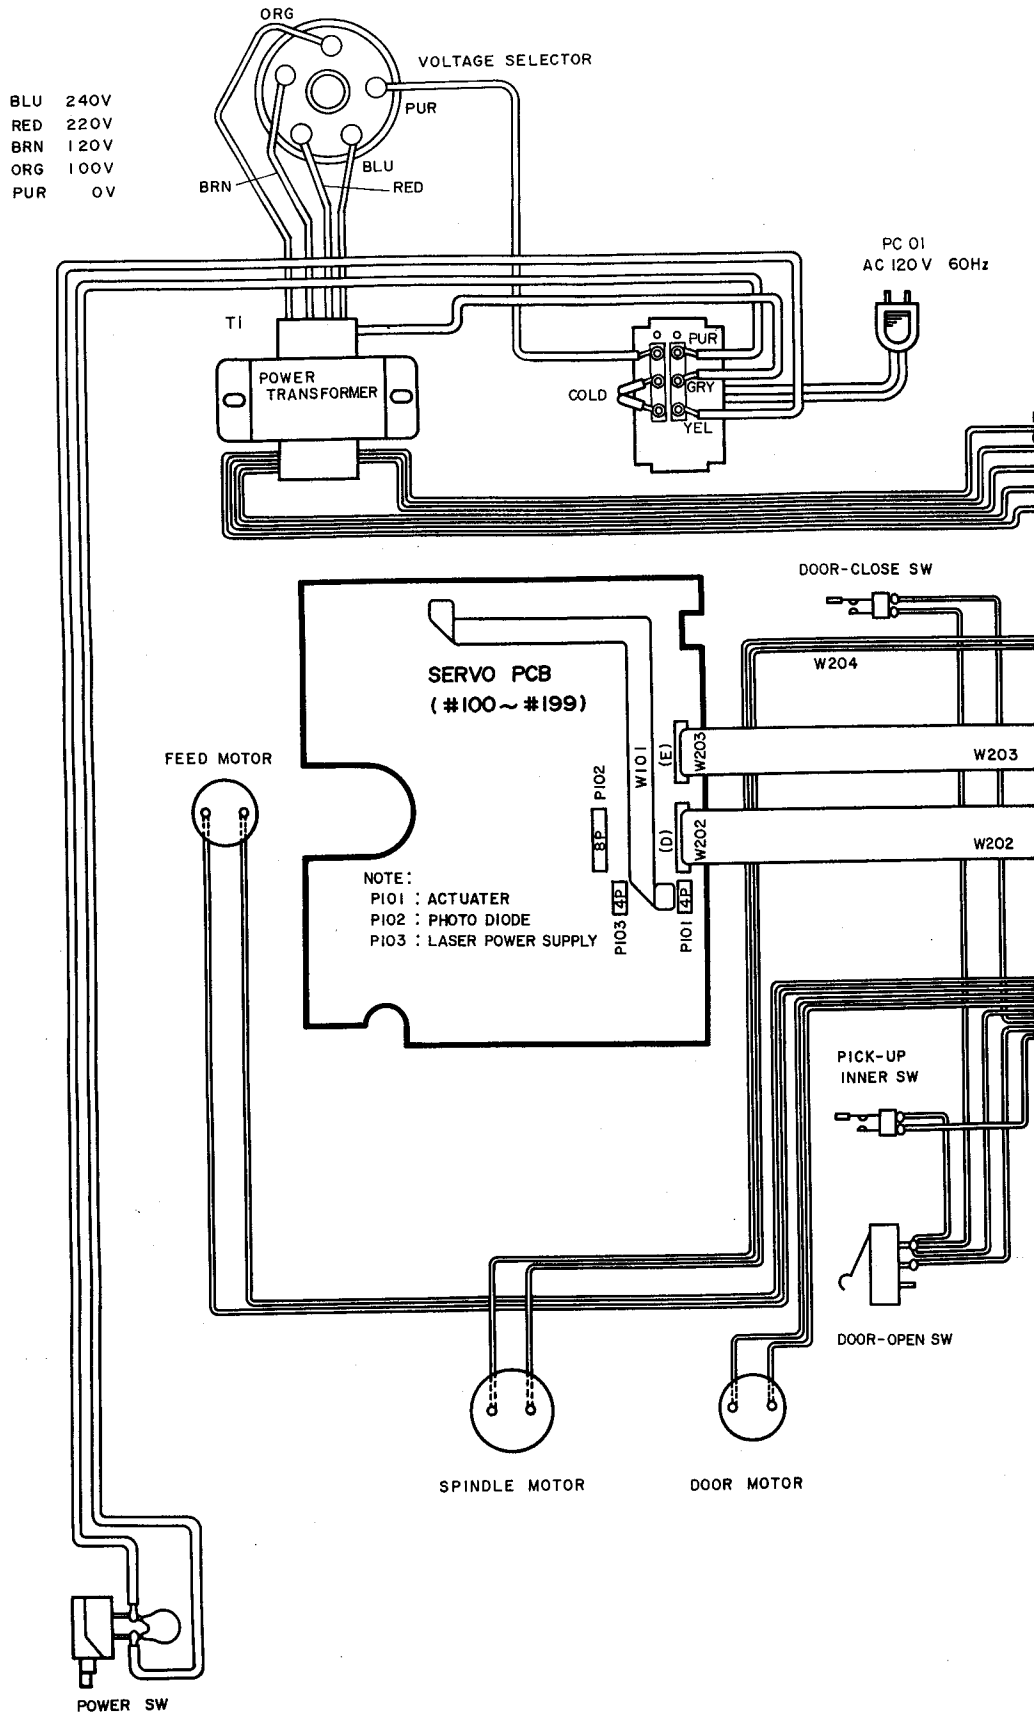 ORG
VOLTAGE SELECTOR
BLU 240V
RED 220V
BRN 120V
ORG 100V
PUR 0V
PUR
BLU
BRN
RED
PC 01
AC 120V 60Hz
T1
POWER
TRANSFORMER
PUR
COLD
GRY
YEL
DOOR-CLOSE SW
W204
SERVO PCB
(#100~#199)
FEED MOTOR
W101
(E)
W203
W203
P102
8P
(D)
W202
W202
NOTE:
P101 : ACTUATER
P102 : PHOTO DIODE
P103 : LASER POWER SUPPLY
4P
P103
4P
P101
PICK-UP
INNER SW
DOOR-OPEN SW
SPINDLE MOTOR
DOOR MOTOR
POWER SW